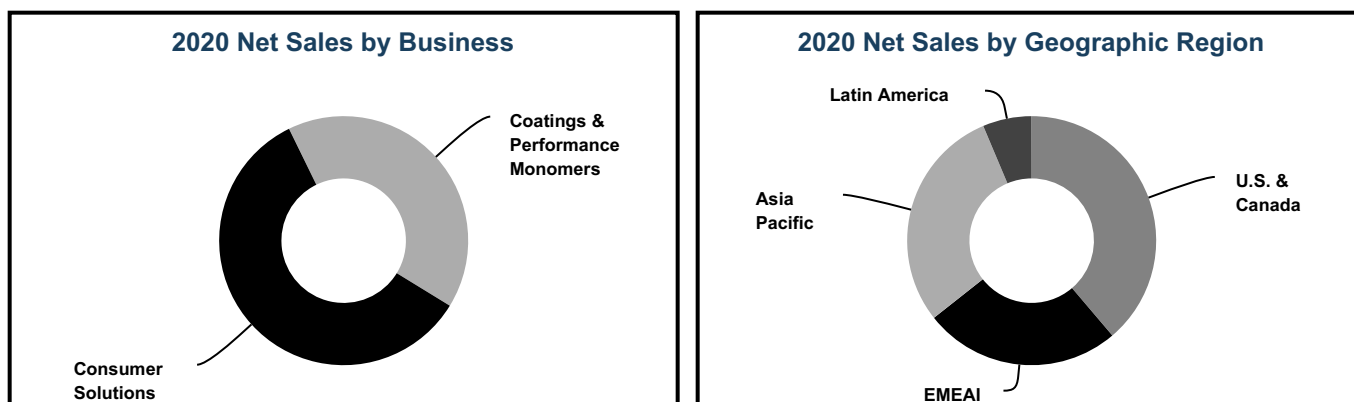 2020 Net Sales by Business
Coatings &
Performance
Monomers
Consumer
Solutions
2020 Net Sales by Geographic Region
Latin America
U.S. &
Canada
Asia
Pacific
EMEAI